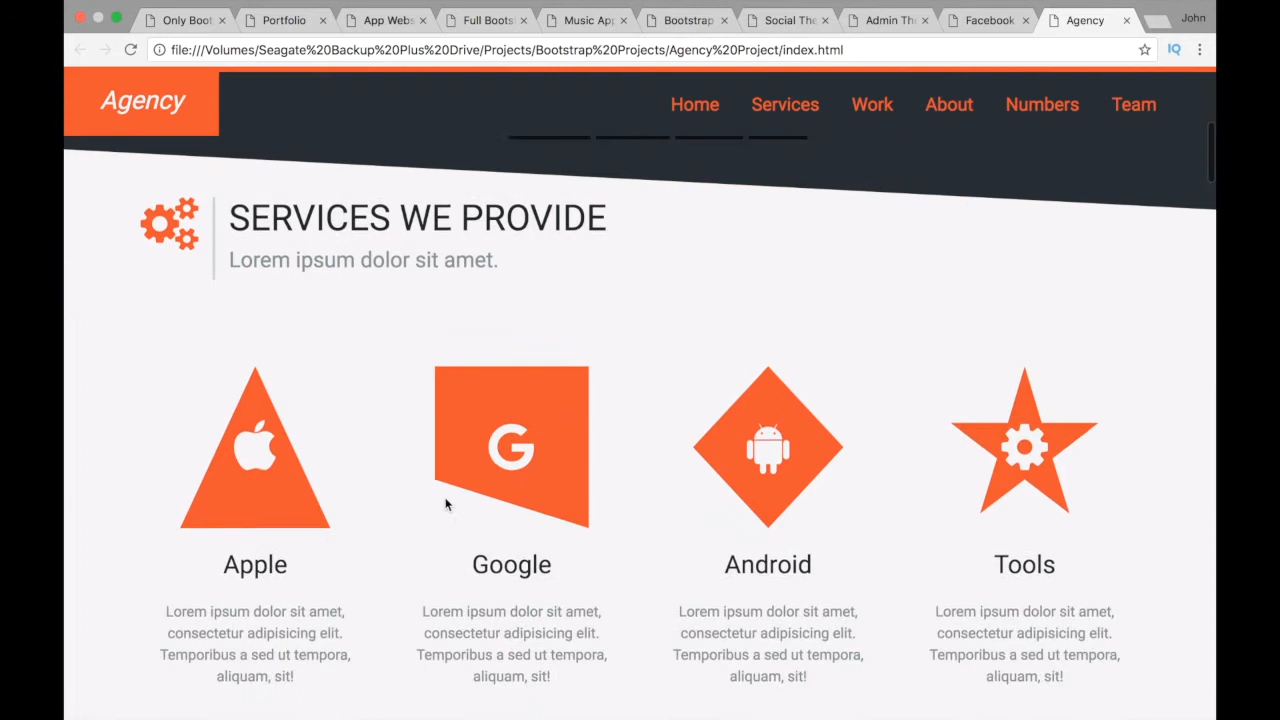 Only Boot
Portfolio
App Webs
Full Boots
Music App
Bootstrap
Social The
Admin The
Facebook
Agency
John
file:///Volumes/Seagate%20Backup%20Plus%20Drive/Projects/Bootstrap%20Projects/Agency%20Project/index.html
IQ
Agency
Home
Services
Work
About
Numbers
Team
SERVICES WE PROVIDE
Lorem ipsum dolor sit amet.
G
Apple
Lorem ipsum dolor sit amet,
consectetur adipisicing elit.
Temporibus a sed ut tempora,
aliquam, sit!
Google
Lorem ipsum dolor sit amet,
consectetur adipisicing elit.
Temporibus a sed ut tempora,
aliquam, sit!
Android
Lorem ipsum dolor sit amet,
consectetur adipisicing elit.
Temporibus a sed ut tempora,
aliquam, sit!
Tools
Lorem ipsum dolor sit amet,
consectetur adipisicing elit.
Temporibus a sed ut tempora,
aliquam, sit!